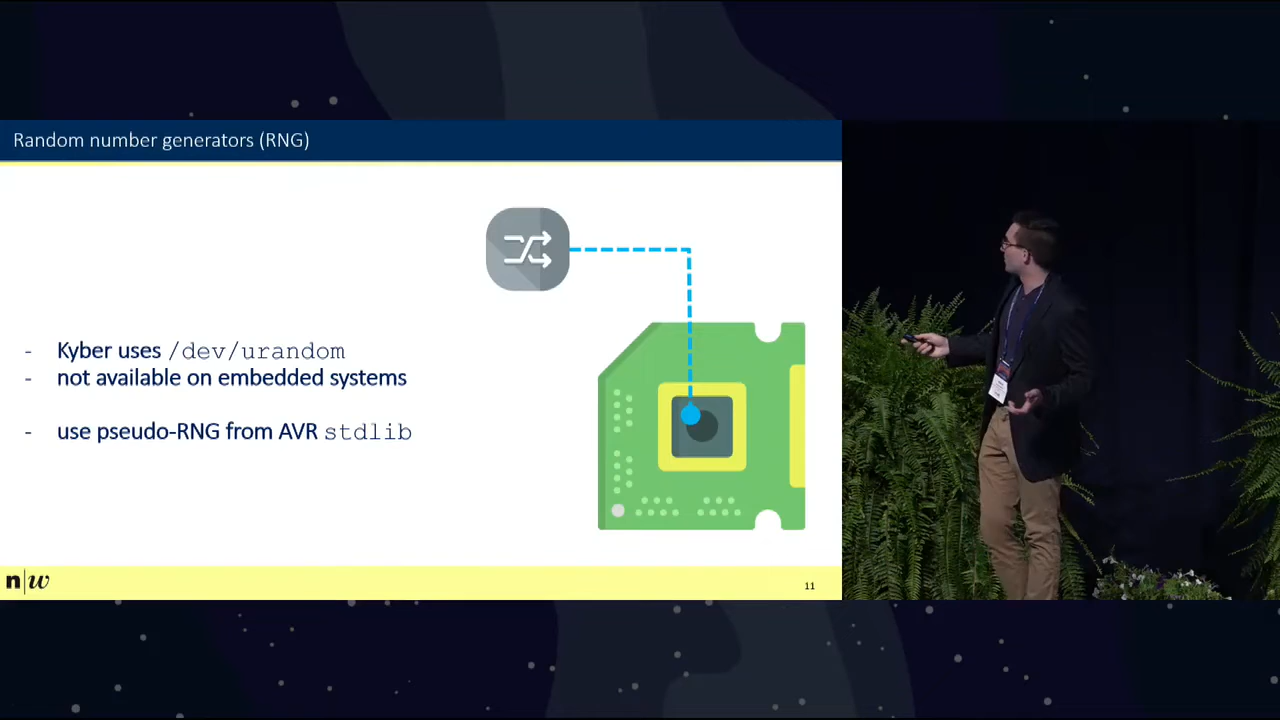 Random number generators (RNG)
- Kyber uses /dev/urandom
- not available on embedded systems
- use pseudo-RNG from AVR stdlib
n|w
11